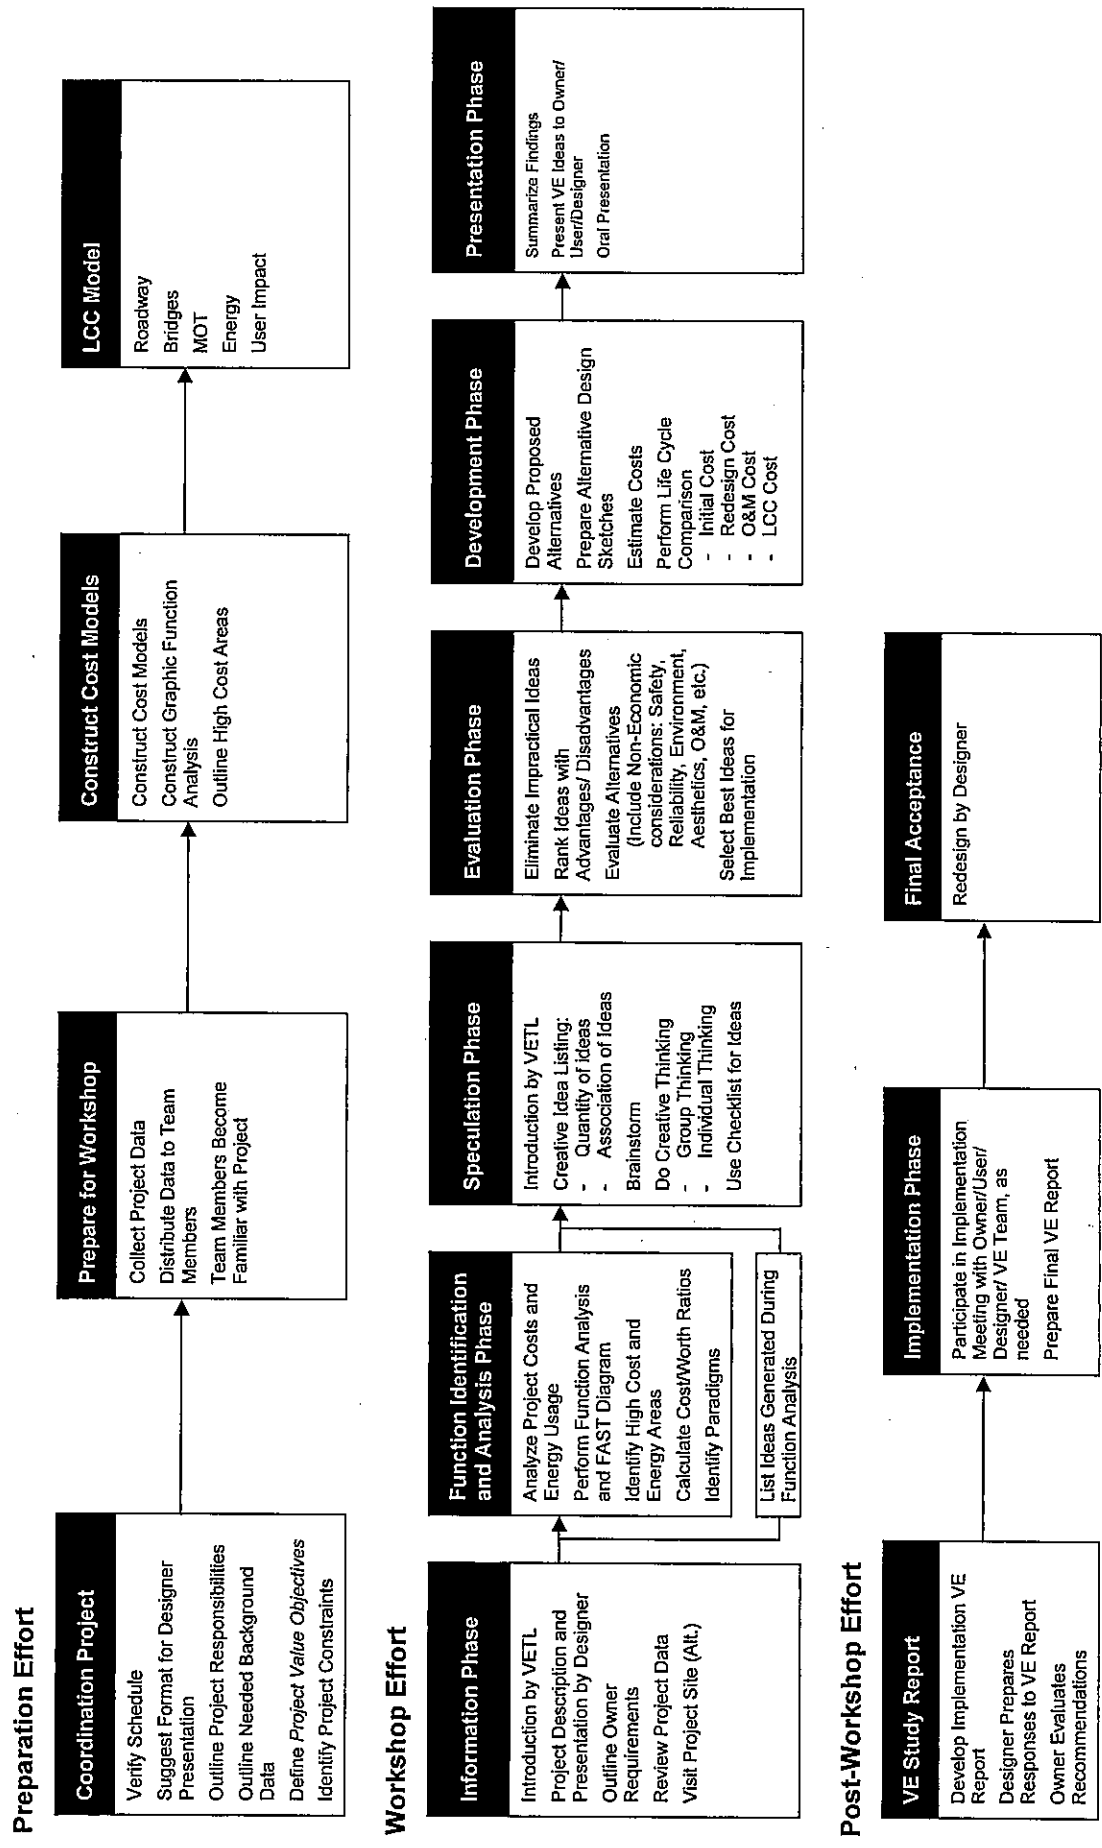 Preparation Effort
Coordination Project
Verify Schedule
Suggest Format for Designer
Presentation
Outline Project Responsibilities
Outline Needed Background
Data
Define Project Value Objectives
Identify Project Constraints
Prepare for Workshop
Collect Project Data
Distribute Data to Team
Members
Team Members Become
Familiar with Project
Construct Cost Models
Construct Cost Models
Construct Graphic Function
Analysis
Outline High Cost Areas
LCC Model
Roadway
Bridges
MOT
Energy
User Impact
Workshop Effort
Information Phase
Introduction by VETL
Project Description and
Presentation by Designer
Outline Owner
Requirements
Review Project Data
Visit Project Site (Alt.)
Function Identification
and Analysis Phase
Analyze Project Costs and
Energy Usage
Perform Function Analysis
and FAST Diagram
Identify High Cost and
Energy Areas
Calculate Cost/Worth Ratios
Identify Paradigms
List Ideas Generated During
Function Analysis
Speculation Phase
Introduction by VETL
Creative Idea Listing:
- Quantity of ideas
- Association of Ideas
Brainstorm
Do Creative Thinking
- Group Thinking
- Individual Thinking
Use Checklist for Ideas
Evaluation Phase
Eliminate Impractical Ideas
Rank Ideas with
Advantages/ Disadvantages
Evaluate Alternatives
(Include Non-Economic
considerations: Safety,
Reliability, Environment,
Aesthetics, O&M, etc.)
Select Best Ideas for
Implementation
Development Phase
Develop Proposed
Alternatives
Prepare Alternative Design
Sketches
Estimate Costs
Perform Life Cycle
Comparison
- Initial Cost
- Redesign Cost
- O&M Cost
- LCC Cost
Presentation Phase
Summarize Findings
Present VE Ideas to Owner/
User/Designer
Oral Presentation
Post-Workshop Effort
VE Study Report
Develop Implementation VE
Report
Designer Prepares
Responses to VE Report
Owner Evaluates
Recommendations
Implementation Phase
Participate in Implementation
Meeting with Owner/User/
Designer/ VE Team, as
needed
Prepare Final VE Report
Final Acceptance
Redesign by Designer